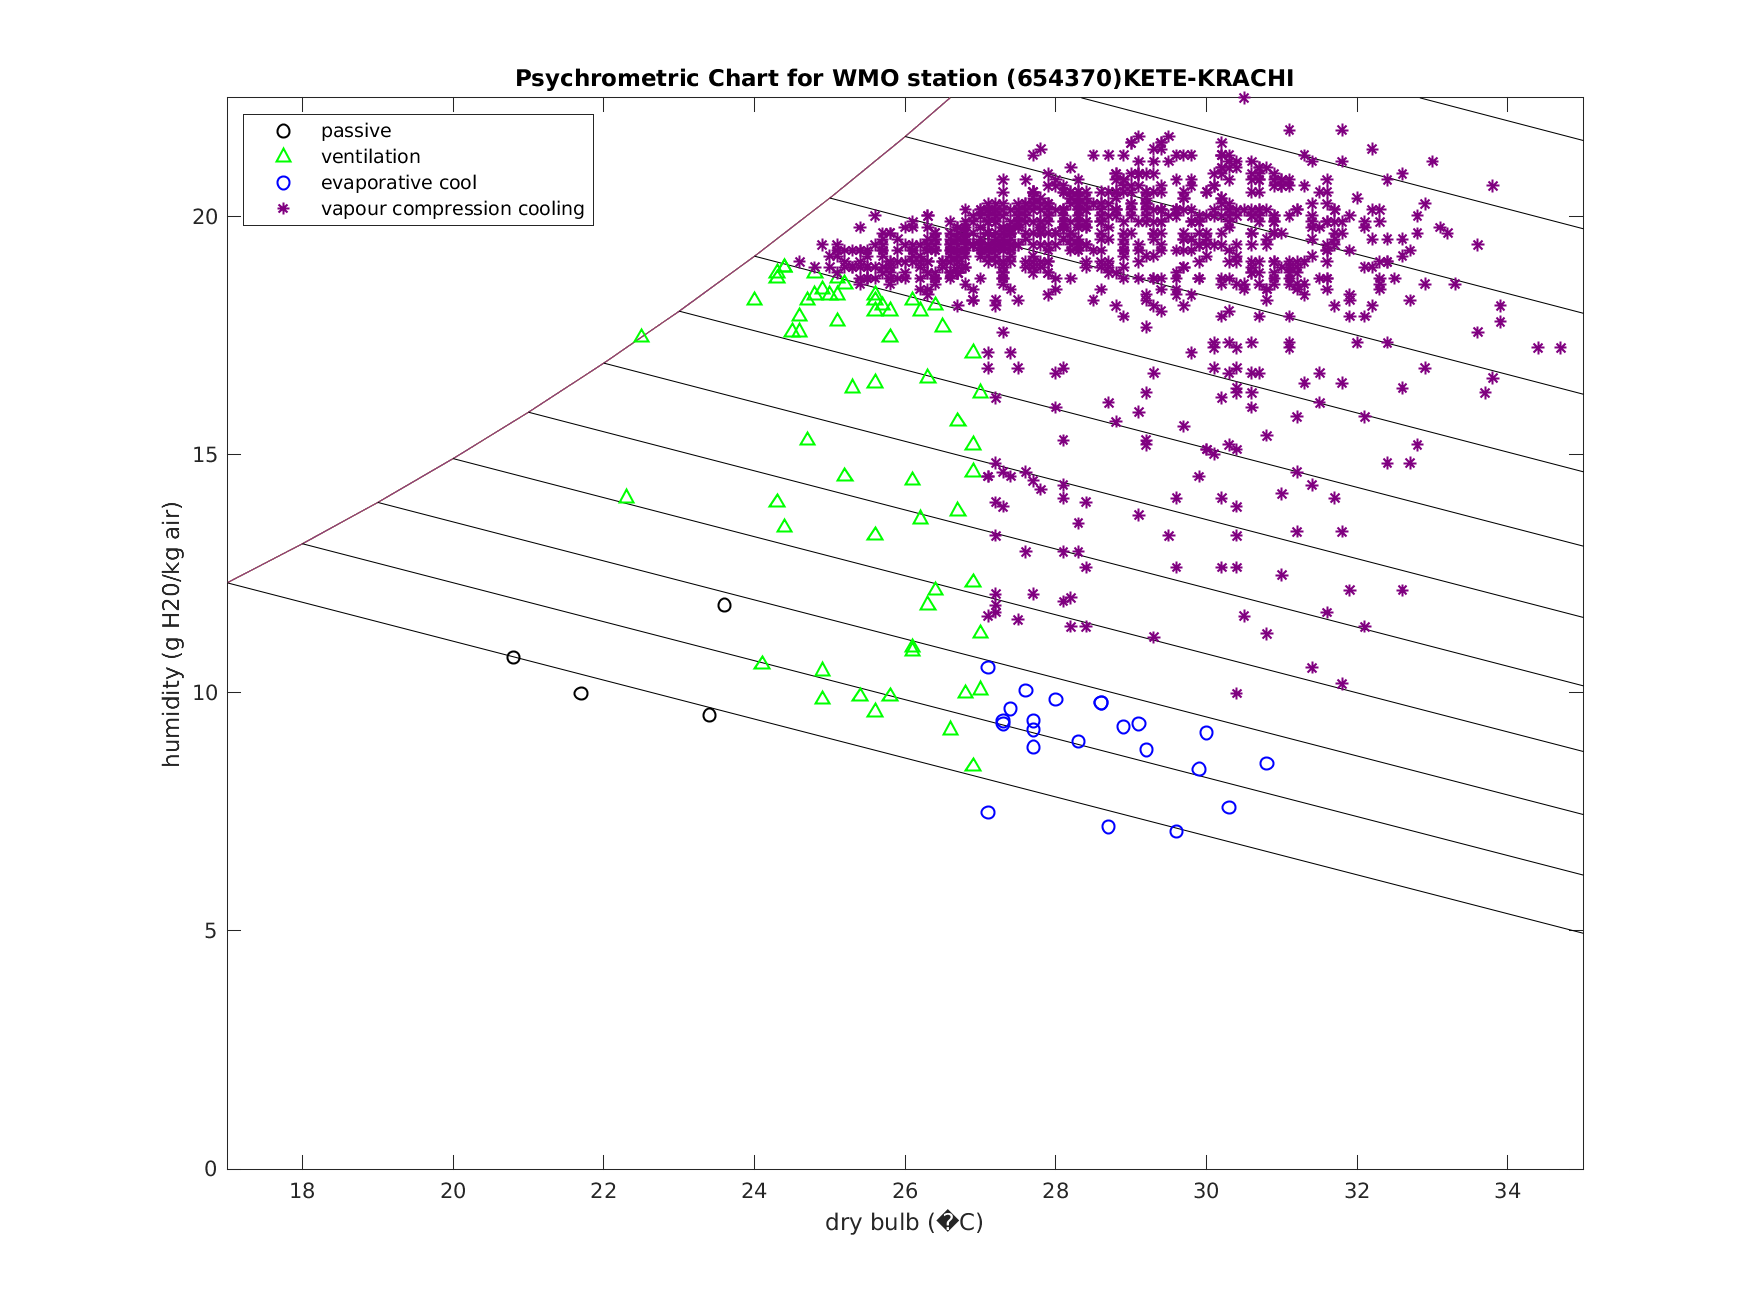 Psychrometric Chart for WMO station (654370)KETE-KRACHI
passive
ventilation
evaporative cool
vapour compression cooling
humidity (g H20/kg air)
20
15
10
5
0
18 20 22 24 26 28 30 32 34
dry bulb (�C)